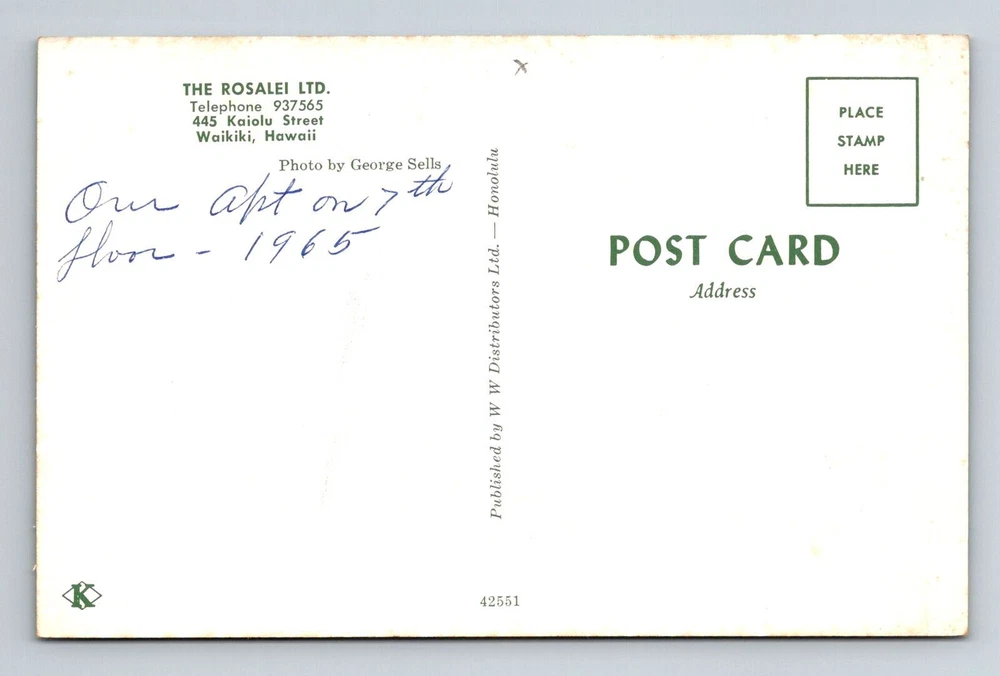 THE ROSALEI LTD.
Telephone 937565
445 Kaiolu Street
Waikiki, Hawaii
Photo by George Sells
Our Apt on 7th
floor - 1965
Published by W W Distributors Ltd. — Honolulu
x
PLACE
STAMP
HERE
POST CARD
Address
K
42551